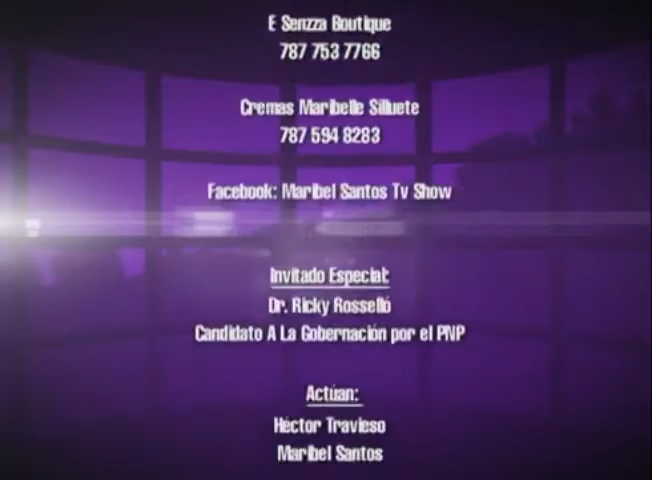 E Senzza Boutique
787 753 7766
Cremas Maribelle Silluete
787 594 8283
Facebook: Maribel Santos Tv Show
Invitado Especial:
Dr. Ricky Rosselló
Candidato A La Gobernación por el PNP
Actúan:
Héctor Travieso
Maribel Santos